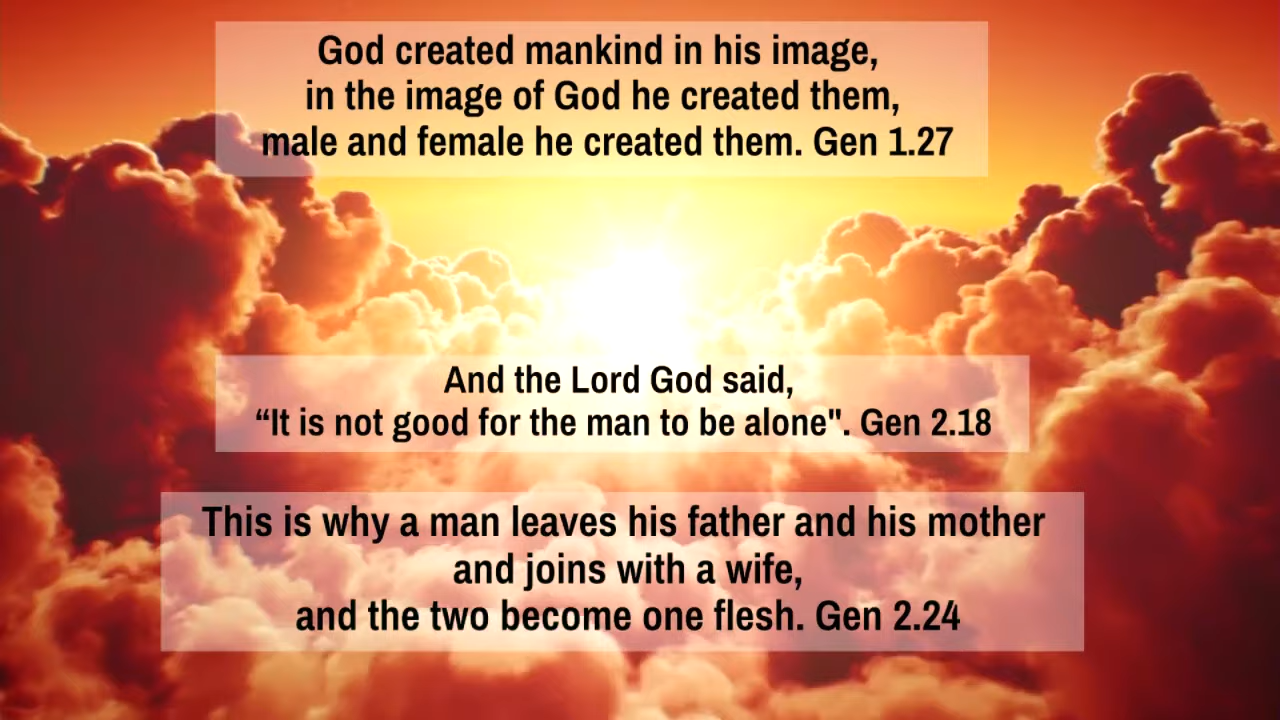 God created mankind in his image,
in the image of God he created them,
male and female he created them. Gen 1.27
And the Lord God said,
“It is not good for the man to be alone". Gen 2.18
This is why a man leaves his father and his mother
and joins with a wife,
and the two become one flesh. Gen 2.24